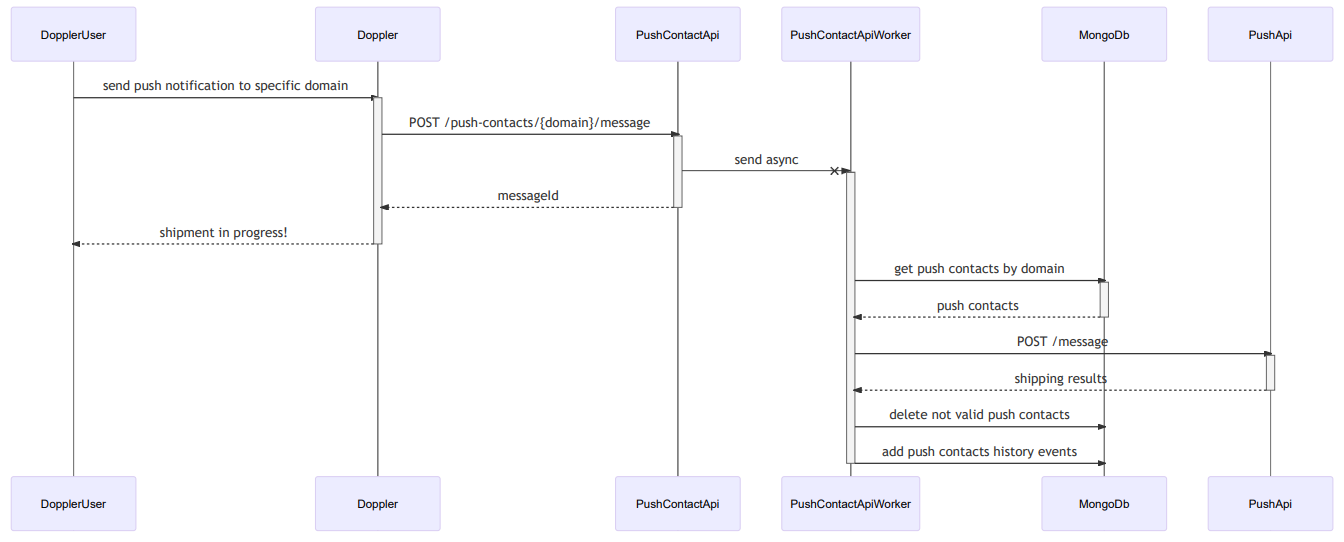 DopplerUser
Doppler
PushContactApi
PushContactApiWorker
MongoDb
PushApi
send push notification to specific domain
POST /push-contacts/{domain}/message
send async
messageId
shipment in progress!
get push contacts by domain
push contacts
POST /message
shipping results
delete not valid push contacts
add push contacts history events
DopplerUser
Doppler
PushContactApi
PushContactApiWorker
MongoDb
PushApi